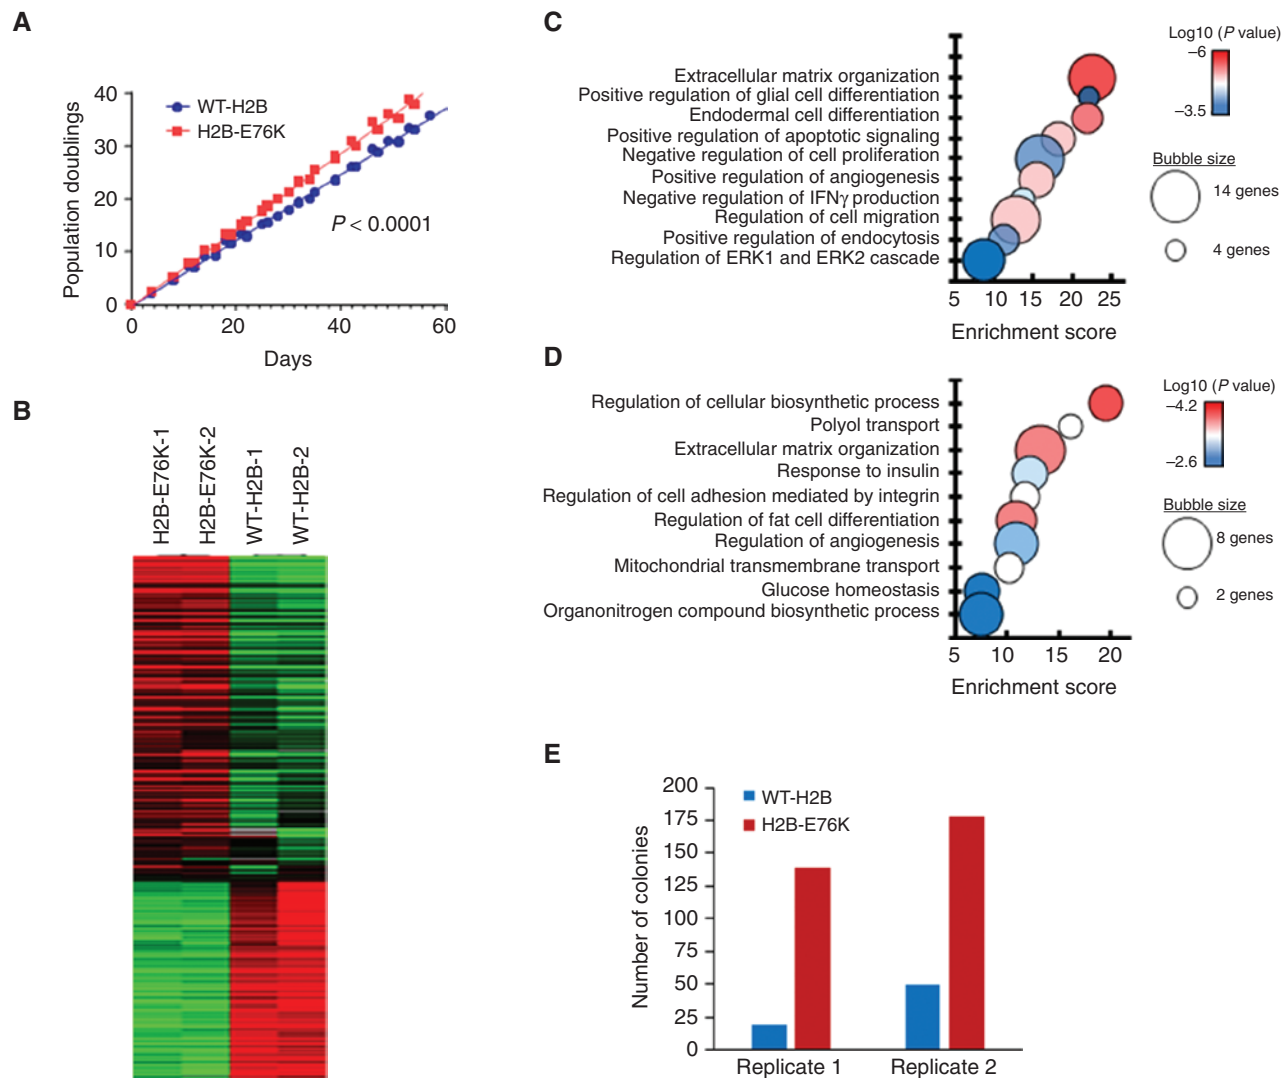 A
40
30
20
10
0
Population doublings
WT-H2B
H2B-E76K
P < 0.0001
0
20
40
60
Days
B
H2B-E76K-1
H2B-E76K-2
WT-H2B-1
WT-H2B-2
C
Extracellular matrix organization
Positive regulation of glial cell differentiation
Endodermal cell differentiation
Positive regulation of apoptotic signaling
Negative regulation of cell proliferation
Positive regulation of angiogenesis
Negative regulation of IFNγ production
Regulation of cell migration
Positive regulation of endocytosis
Regulation of ERK1 and ERK2 cascade
5
10
15
20
25
Enrichment score
Log10 (P value)
–6
–3.5
Bubble size
14 genes
4 genes
D
Regulation of cellular biosynthetic process
Polyol transport
Extracellular matrix organization
Response to insulin
Regulation of cell adhesion mediated by integrin
Regulation of fat cell differentiation
Regulation of angiogenesis
Mitochondrial transmembrane transport
Glucose homeostasis
Organonitrogen compound biosynthetic process
5
10
15
20
Enrichment score
Log10 (P value)
–4.2
–2.6
Bubble size
8 genes
2 genes
E
200
175
150
125
100
75
50
25
0
Number of colonies
WT-H2B
H2B-E76K
Replicate 1
Replicate 2